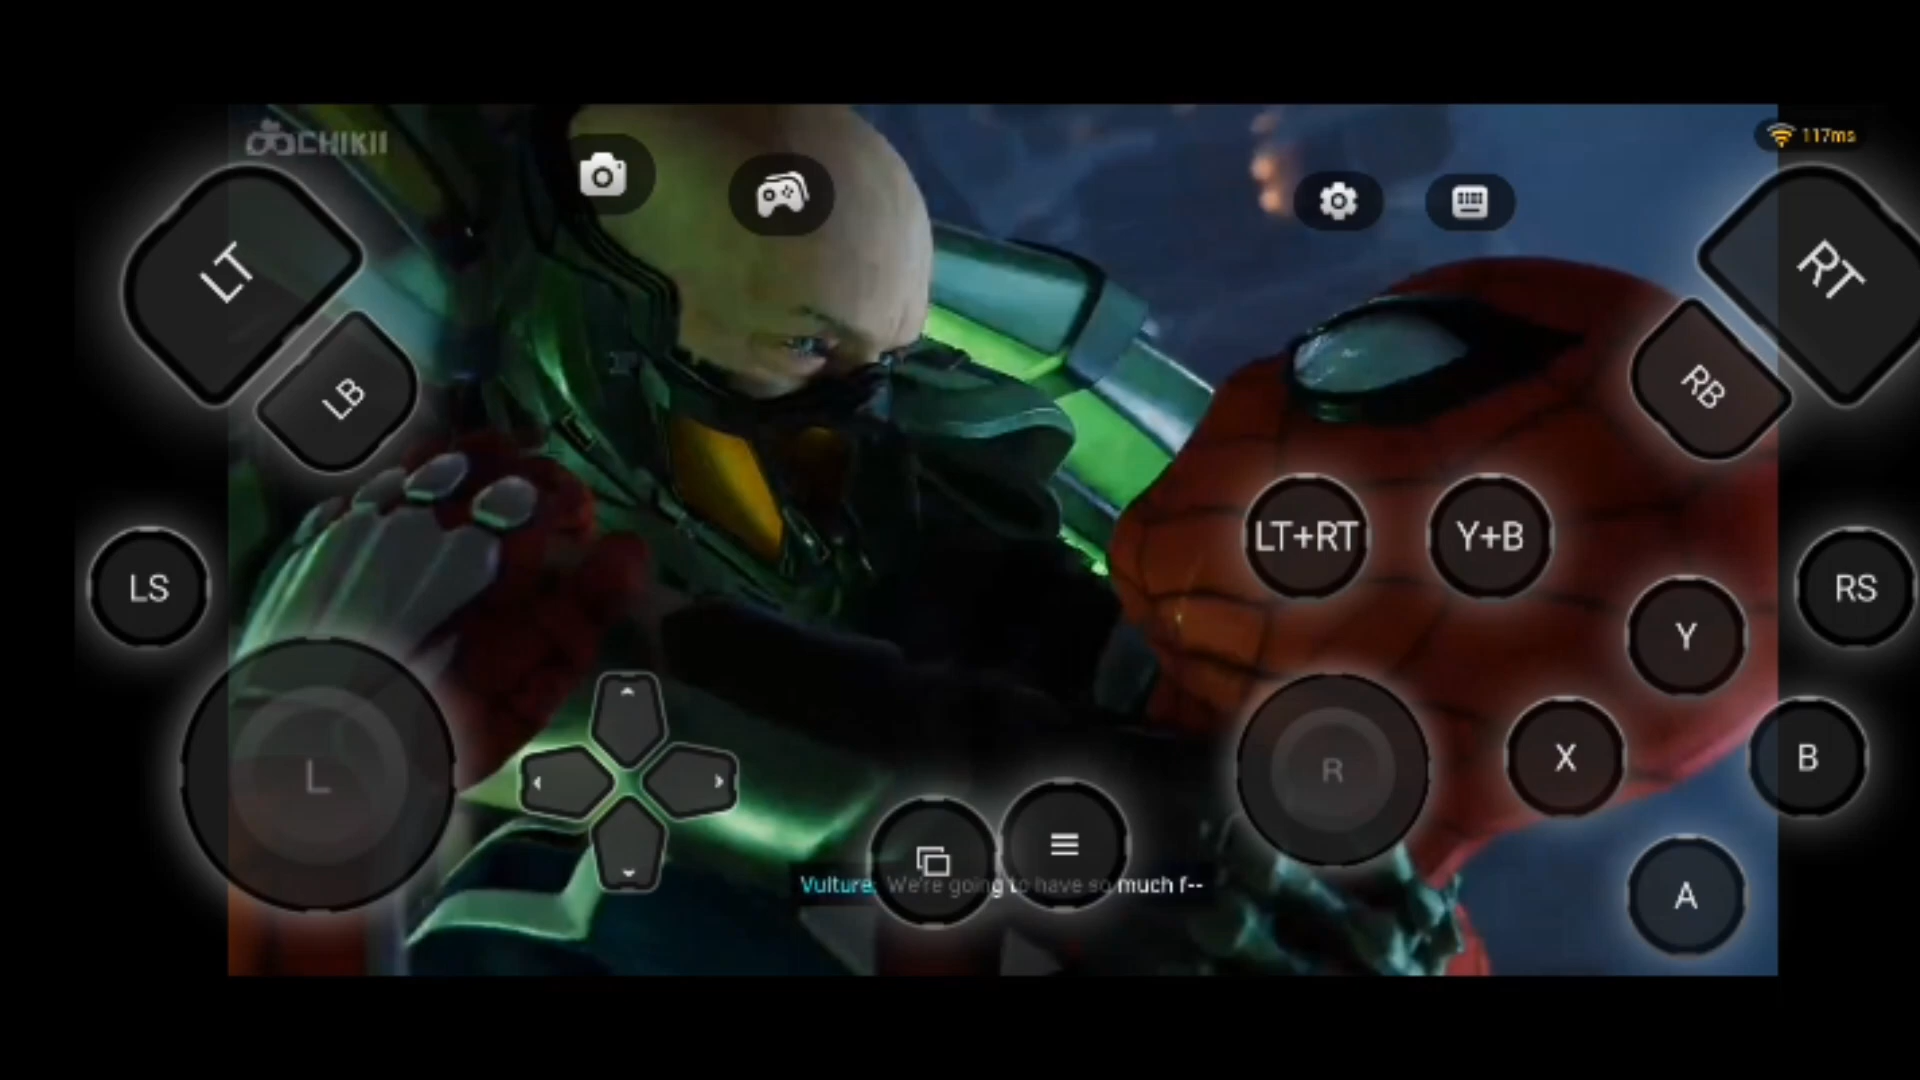 CHIKII
117ms
LT
RT
LB
RB
LT+RT
Y+B
LS
RS
Y
L
R
X
B
Vulture: We're going to have so much f--
A